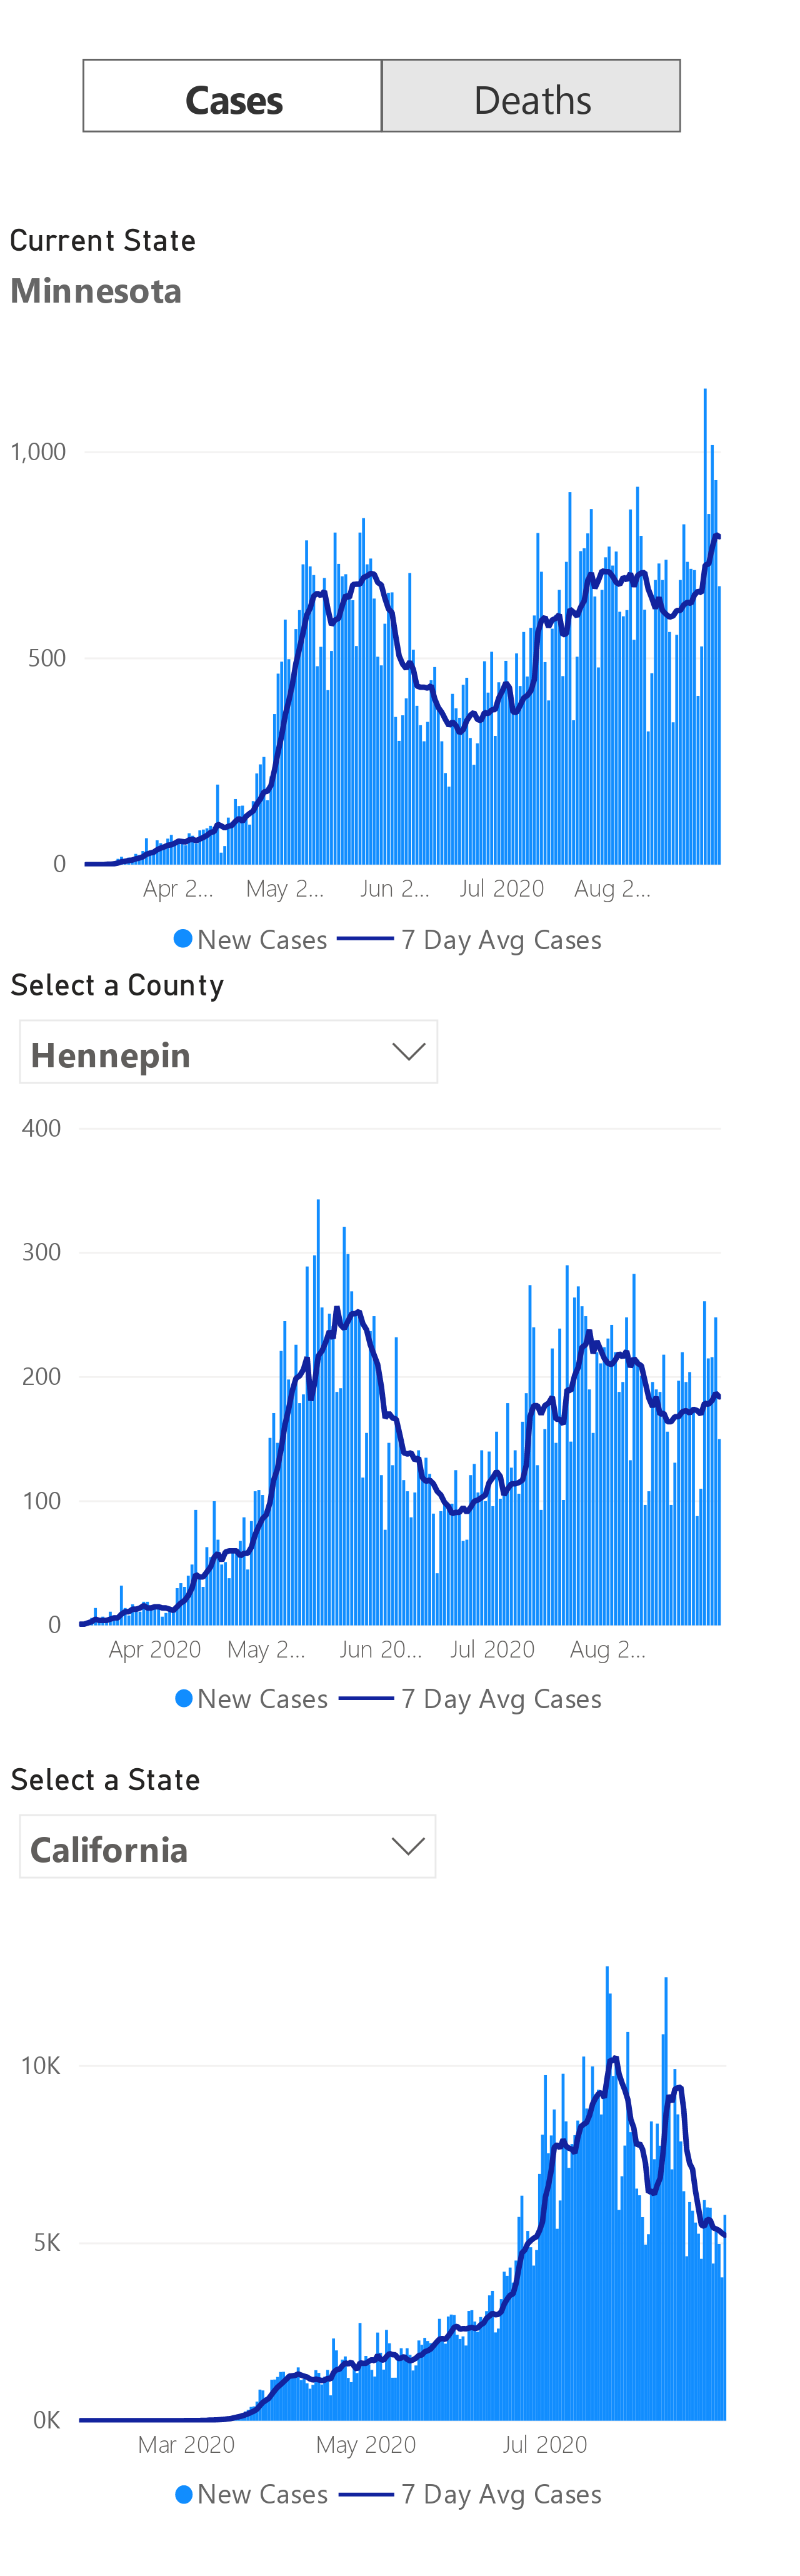 Cases Deaths
Current State
Minnesota
1,000
500
0
Apr 2... May 2... Jun 2... Jul 2020 Aug 2...
New Cases 7 Day Avg Cases
Select a County
Hennepin
400
300
200
100
0
Apr 2020 May 2... Jun 20... Jul 2020 Aug 2...
New Cases 7 Day Avg Cases
Select a State
California
10K
5K
0K
Mar 2020 May 2020 Jul 2020
New Cases 7 Day Avg Cases